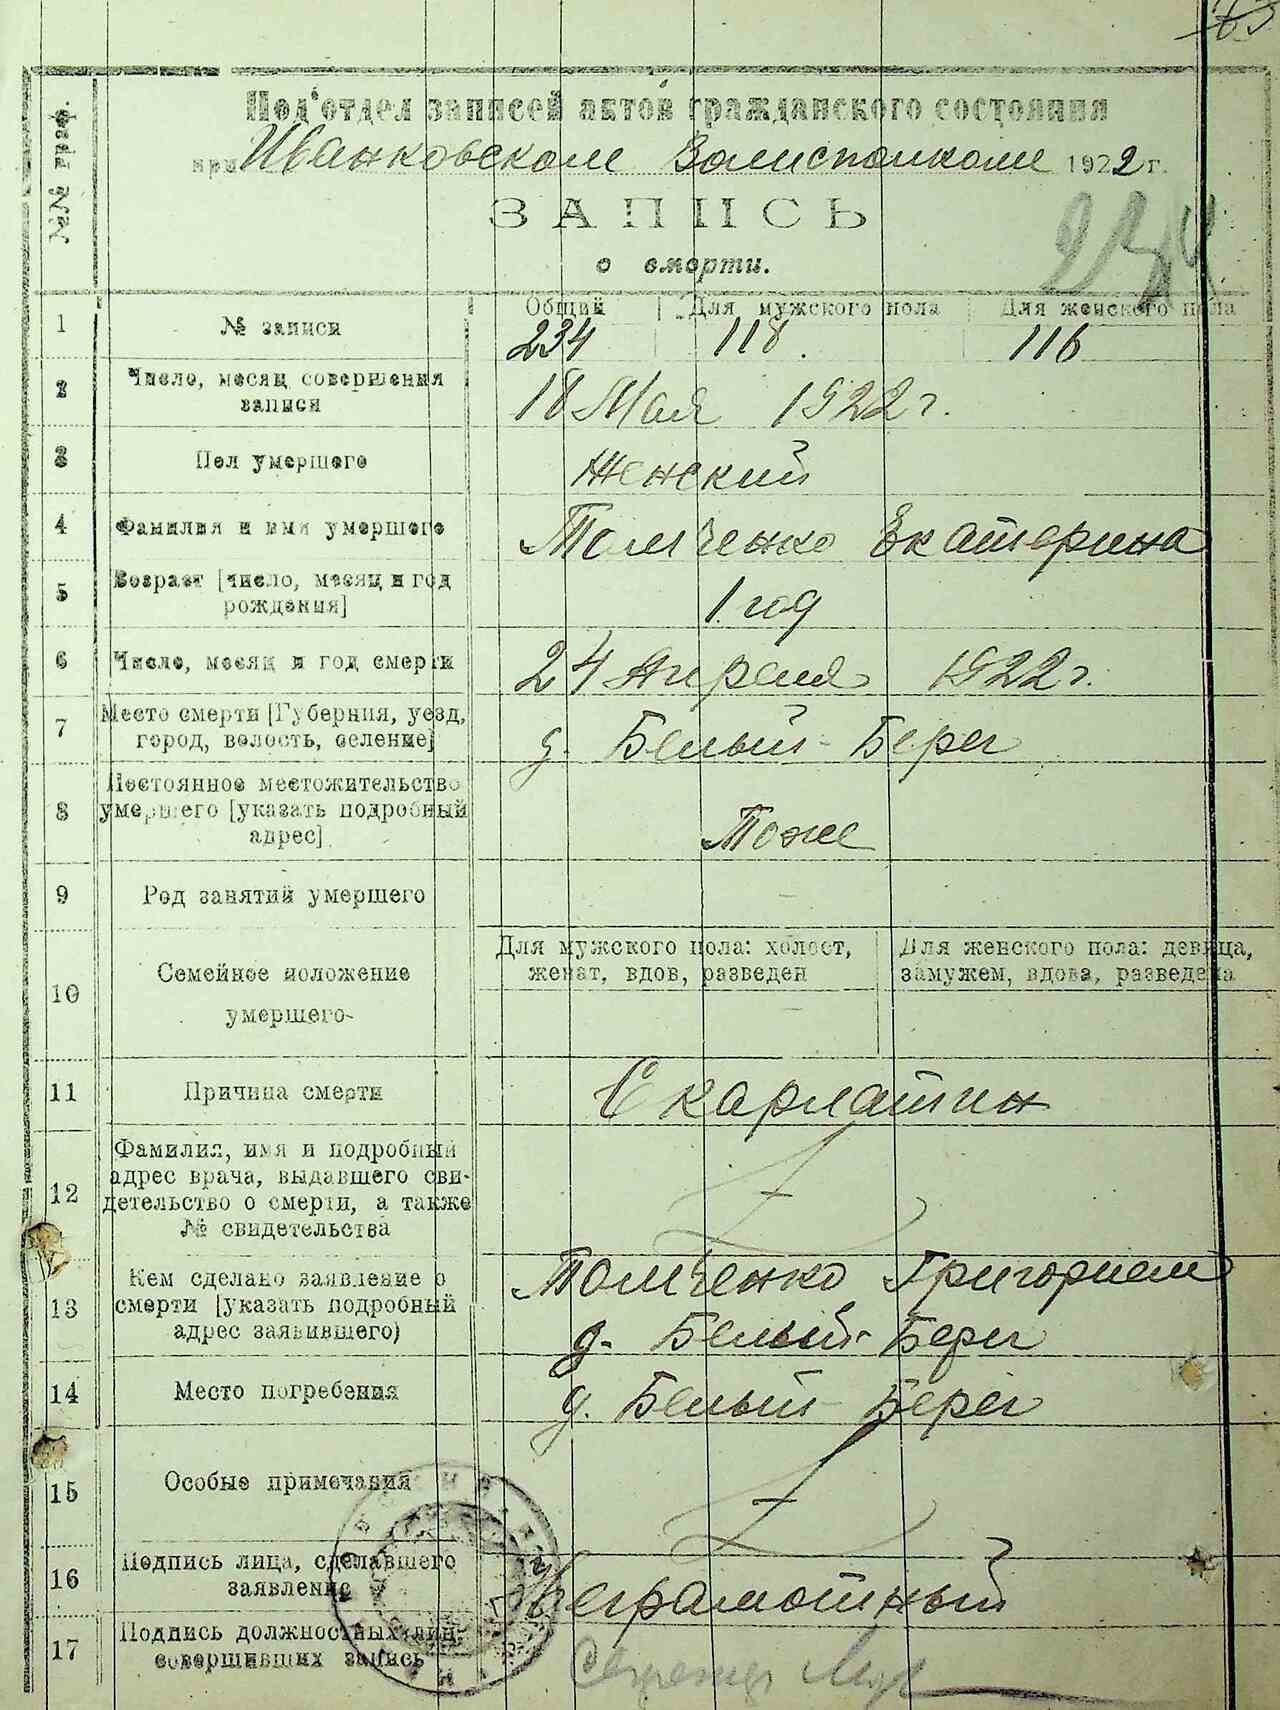 Под'отдел записей актов гражданского состояния
при Иванковском Волисполкоме 1922 г.
ЗАПИСЬ
о смерти.
№№ граф.
Общий Для мужского пола Для женского пола
1 № записи 234 118. 116
2 Число, месяц совершения
записи 18 Мая 1922 г.
3 Пол умершего Женский
4 Фамилия и имя умершего Томченко Екатерина
5 Возраст [число, месяц и год
рождения] 1 год
6 Число, месяц и год смерти 24 Апреля 1922 г.
7 Место смерти [Губерния, уезд,
город, волость, селение] д. Белый-Берег
8 Постоянное местожительство
умершего [указать подробный
адрес] Тоже
9 Род занятий умершего
10 Семейное положение
умершего
Для мужского пола: холост,
женат, вдов, разведен
Для женского пола: девица,
замужем, вдова, разведена
11 Причина смерти Скарлатин
12 Фамилия, имя и подробный
адрес врача, выдавшего сви-
детельство о смерти, а также
№ свидетельства
13 Кем сделано заявление о
смерти [указать подробный
адрес заявившего)
Томченко Григорием
д. Белый-Берег
14 Место погребения д. Белый-Берег
15 Особые примечания
16 Подпись лица, сделавшего
заявление Неграмотный
17 Подпись должностных лиц
совершивших запись